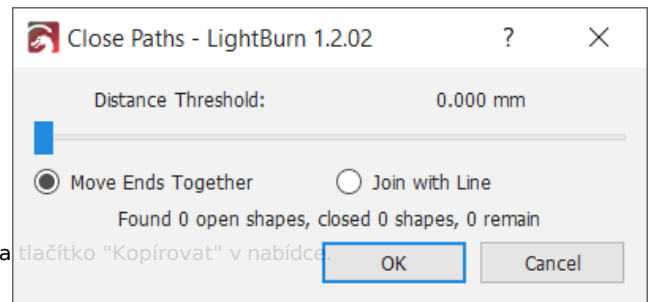 Close Paths - LightBurn 1.2.02 ?
Distance Threshold: 0.000 mm
Move Ends Together Join with Line
Found 0 open shapes, closed 0 shapes, 0 remain
a tlačítko "Kopírovat" v nabídce.
OK Cancel